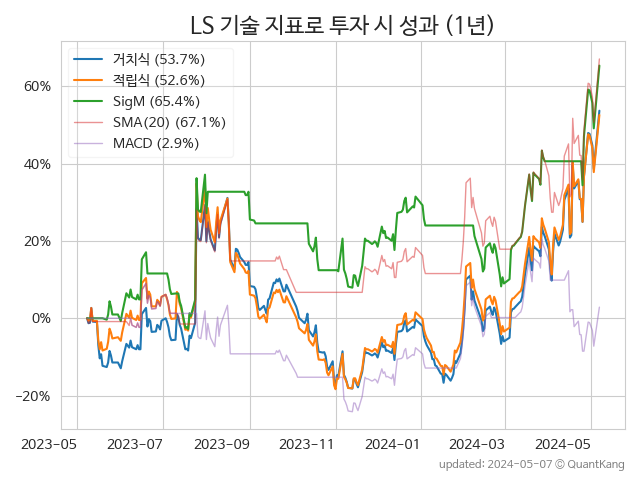 LS 기술 지표로 투자 시 성과 (1년)
거치식 (53.7%)
적립식 (52.6%)
SigM (65.4%)
SMA(20) (67.1%)
MACD (2.9%)
60%
40%
20%
0%
−20%
2023-05 2023-07 2023-09 2023-11 2024-01 2024-03 2024-05
updated: 2024-05-07 © QuantKang